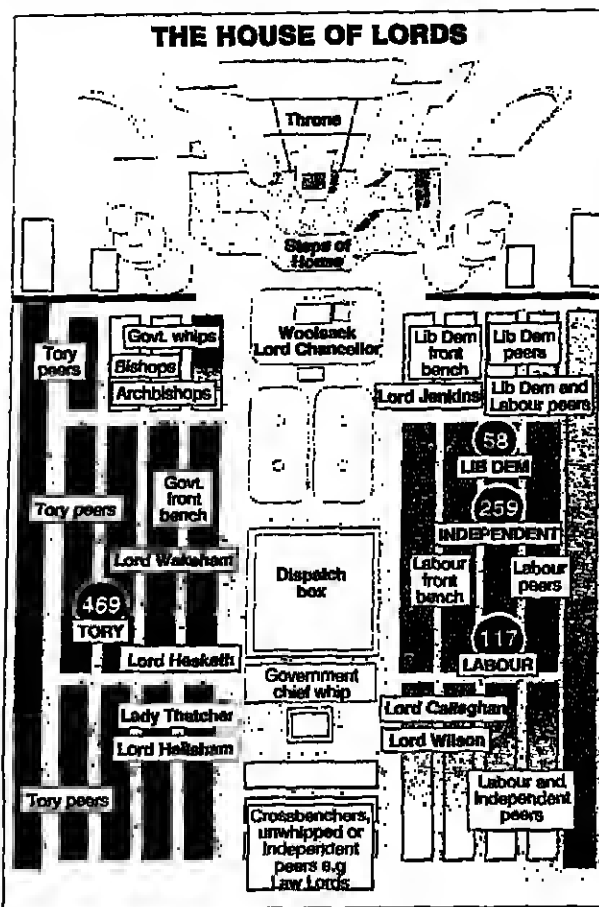 THE HOUSE OF LORDS
Throne
Steps of
House
Woolsack
Lord Chancellor
Tory
peers
Govt. whips
Bishops
Archbishops
Lib Dem
front
bench
Lib Dem
peers
Lord Jenkins
Lib Dem and
Labour peers
58
LIB DEM
259
INDEPENDENT
Tory peers
Govt.
front
bench
Lord Wakeham
469
TORY
Lord Hesketh
Dispatch
box
Labour
front
bench
Labour
peers
117
LABOUR
Government
chief whip
Lady Thatcher
Lord Hailsham
Lord Callaghan
Lord Wilson
Tory peers
Labour and
Independent
peers
Crossbenchers,
unwhipped or
Independent
peers e.g
Law Lords